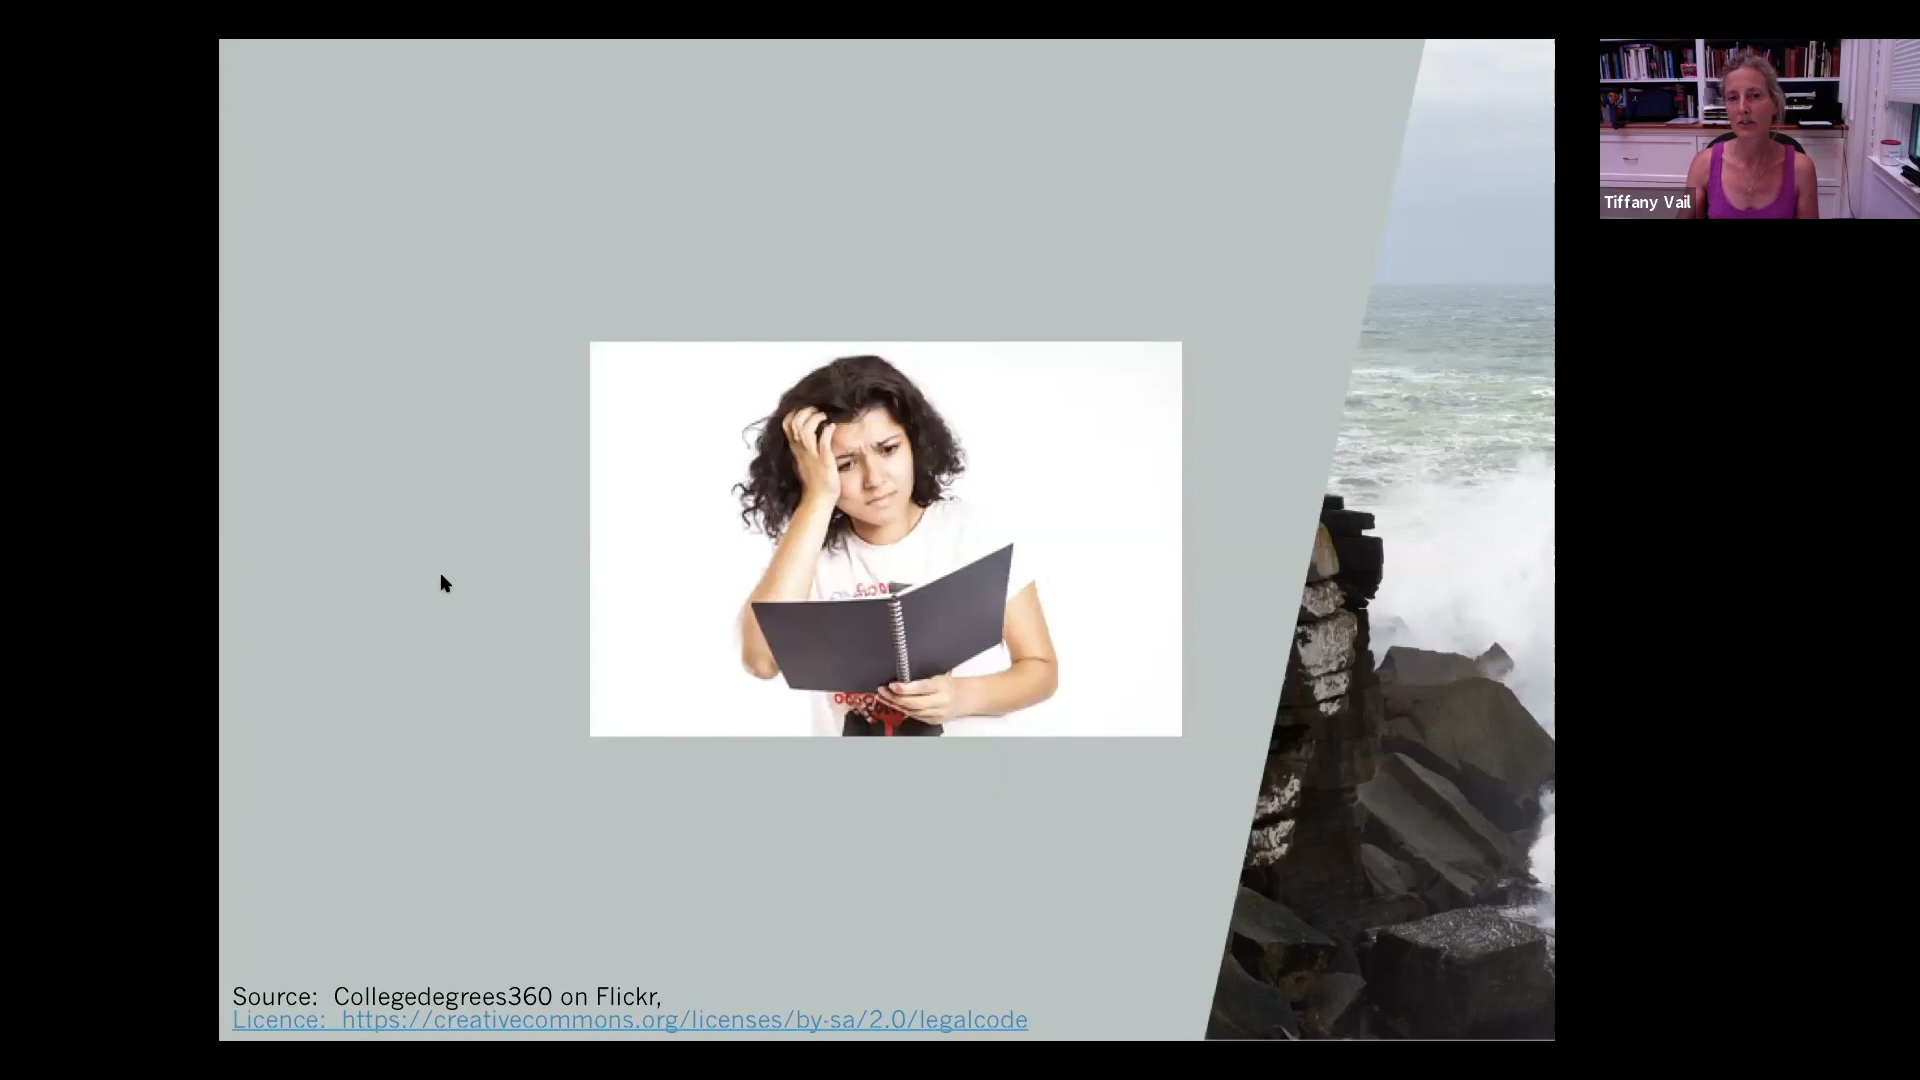 Tiffany Vail
Source:  Collegedegrees360 on Flickr,
Licence:  https://creativecommons.org/licenses/by-sa/2.0/legalcode